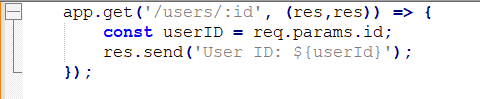 app.get('/users/:id', (res,res)) => {
const userID = req.params.id;
res.send('User ID: ${userId}');
});